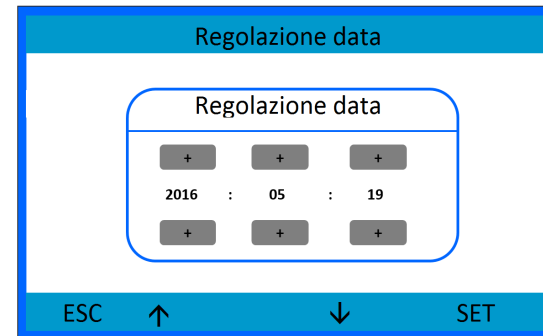 Regolazione data
Regolazione data
+ + +
2016 : 05 : 19
+ + +
ESC ↑ ↓ SET